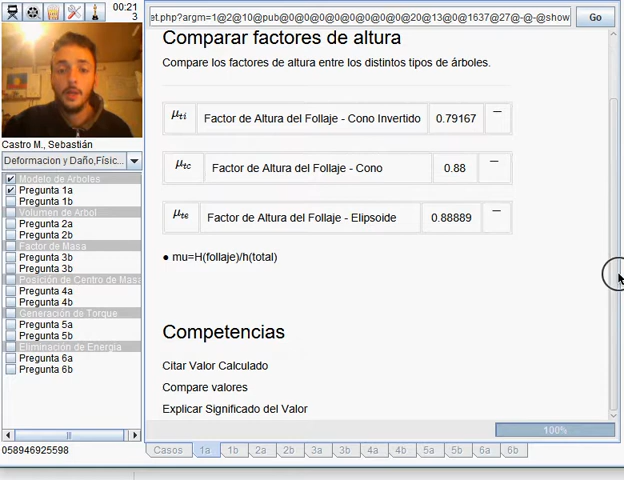 00:21
3
et.php?argm=1@2@10@pub@0@0@0@0@0@0@0@0@20@13@0@1637@27@-@-@show
Go
Castro M., Sebastián
Deformacion y Daño,Físic...
Modelo de Arboles
Pregunta 1a
Pregunta 1b
Volumen de Arbol
Pregunta 2a
Pregunta 2b
Factor de Masa
Pregunta 3b
Pregunta 3b
Posición de Centro de Masa
Pregunta 4a
Pregunta 4b
Generación de Torque
Pregunta 5a
Pregunta 5b
Eliminación de Energia
Pregunta 6a
Pregunta 6b
058946925598
Comparar factores de altura
Compare los factores de altura entre los distintos tipos de árboles.
μti Factor de Altura del Follaje - Cono Invertido 0.79167 —
μtc Factor de Altura del Follaje - Cono 0.88 —
μte Factor de Altura del Follaje - Elipsoide 0.88889 —
● mu=H(follaje)/h(total)
Competencias
Citar Valor Calculado
Compare valores
Explicar Significado del Valor
100%
Casos 1a 1b 2a 2b 3a 3b 4a 4b 5a 5b 6a 6b